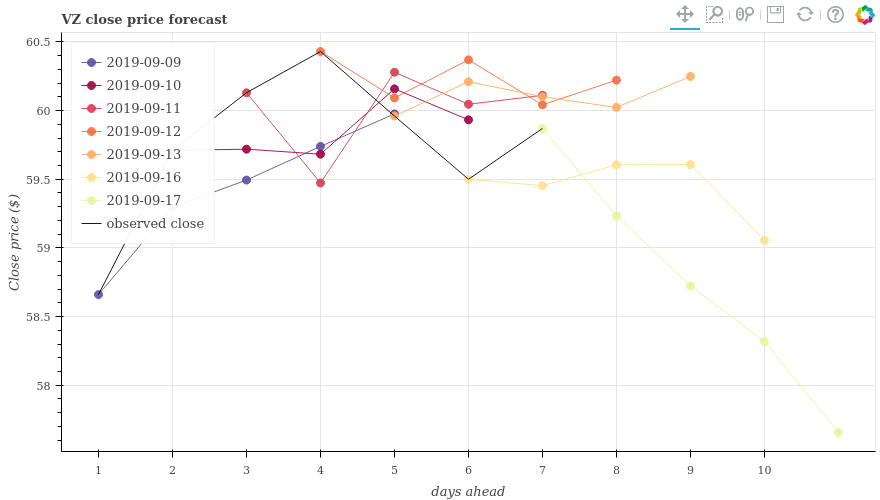 VZ close price forecast
60.5
60
59.5
59
58.5
58
Close price ($)
2019-09-09
2019-09-10
2019-09-11
2019-09-12
2019-09-13
2019-09-16
2019-09-17
observed close
1 2 3 4 5 6 7 8 9 10
days ahead